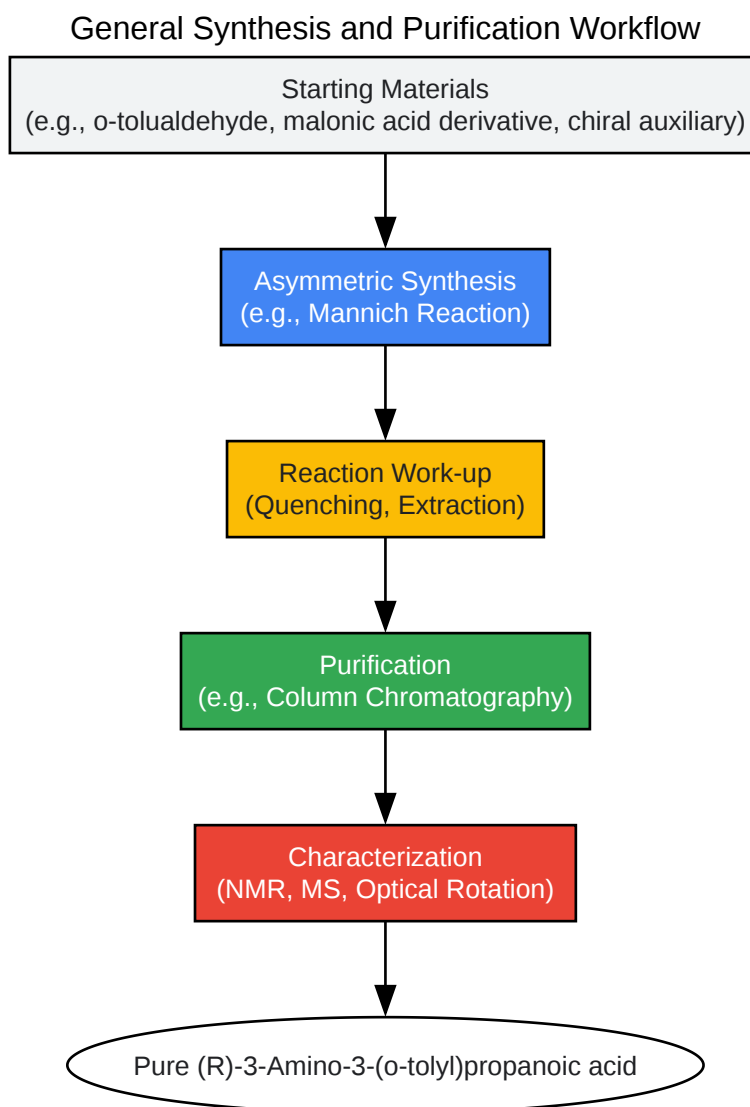 General Synthesis and Purification Workflow
Starting Materials
(e.g., o-tolualdehyde, malonic acid derivative, chiral auxiliary)
Asymmetric Synthesis
(e.g., Mannich Reaction)
Reaction Work-up
(Quenching, Extraction)
Purification
(e.g., Column Chromatography)
Characterization
(NMR, MS, Optical Rotation)
Pure (R)-3-Amino-3-(o-tolyl)propanoic acid